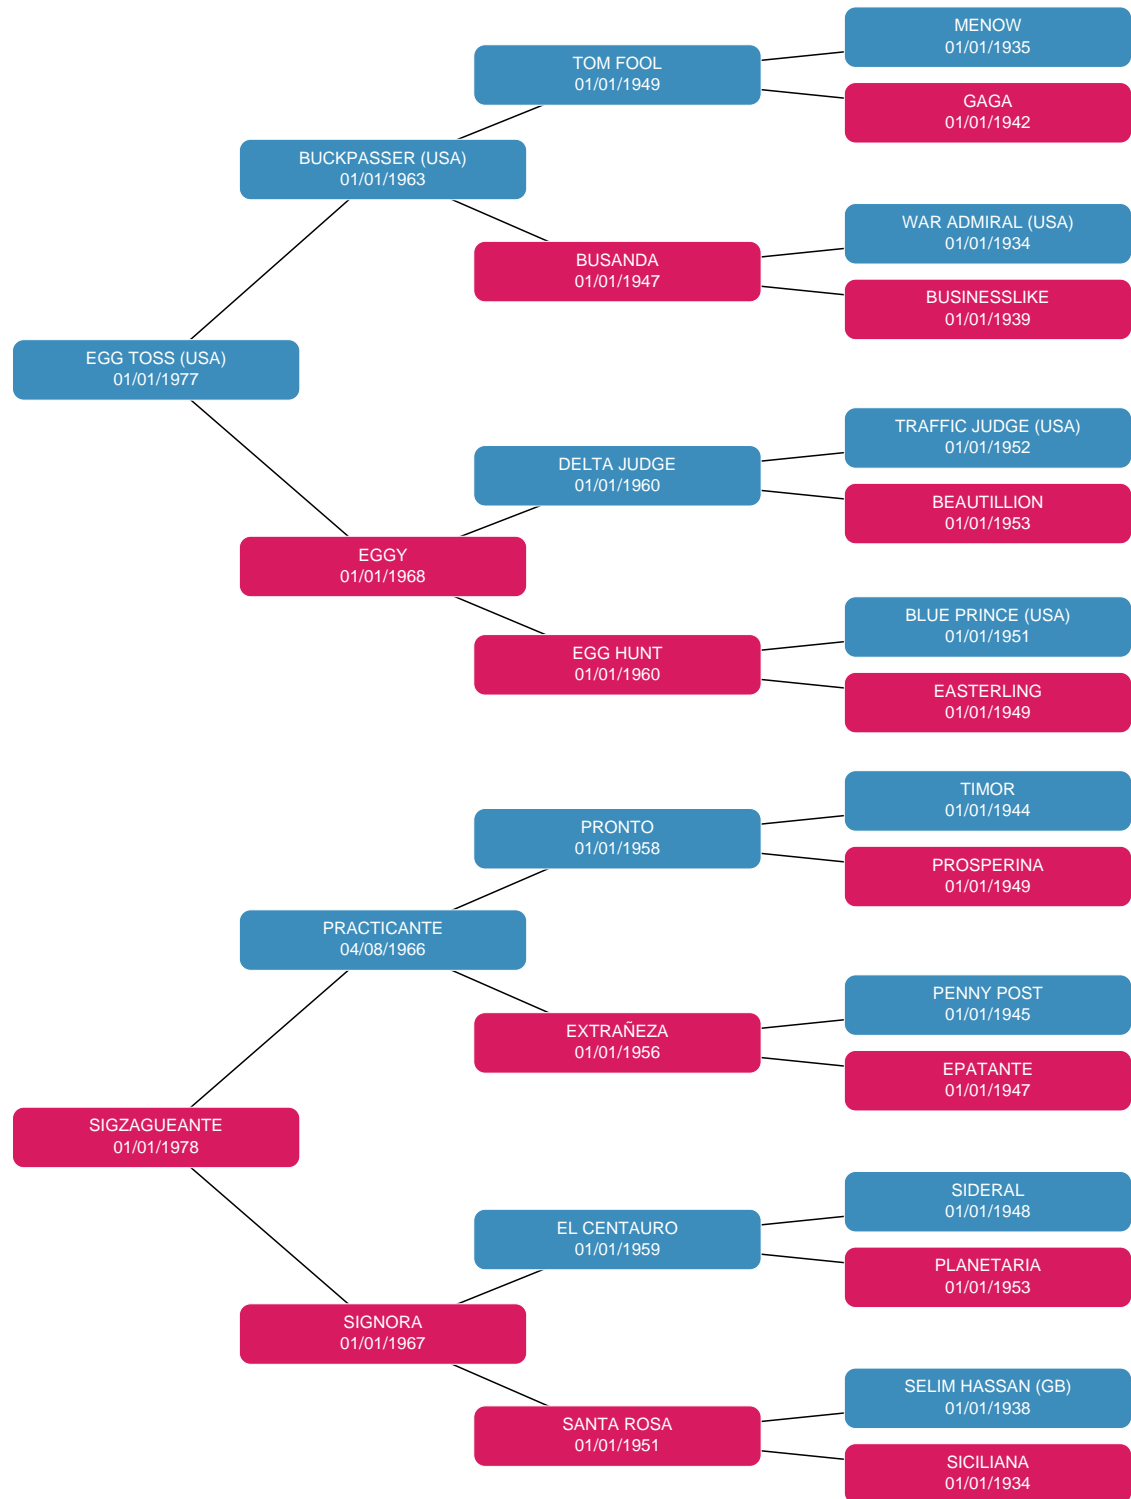 MENOW
01/01/1935
TOM FOOL
01/01/1949
GAGA
01/01/1942
BUCKPASSER (USA)
01/01/1963
WAR ADMIRAL (USA)
01/01/1934
BUSANDA
01/01/1947
BUSINESSLIKE
01/01/1939
EGG TOSS (USA)
01/01/1977
TRAFFIC JUDGE (USA)
01/01/1952
DELTA JUDGE
01/01/1960
BEAUTILLION
01/01/1953
EGGY
01/01/1968
BLUE PRINCE (USA)
01/01/1951
EGG HUNT
01/01/1960
EASTERLING
01/01/1949
TIMOR
01/01/1944
PRONTO
01/01/1958
PROSPERINA
01/01/1949
PRACTICANTE
04/08/1966
PENNY POST
01/01/1945
EXTRAÑEZA
01/01/1956
EPATANTE
01/01/1947
SIGZAGUEANTE
01/01/1978
SIDERAL
01/01/1948
EL CENTAURO
01/01/1959
PLANETARIA
01/01/1953
SIGNORA
01/01/1967
SELIM HASSAN (GB)
01/01/1938
SANTA ROSA
01/01/1951
SICILIANA
01/01/1934